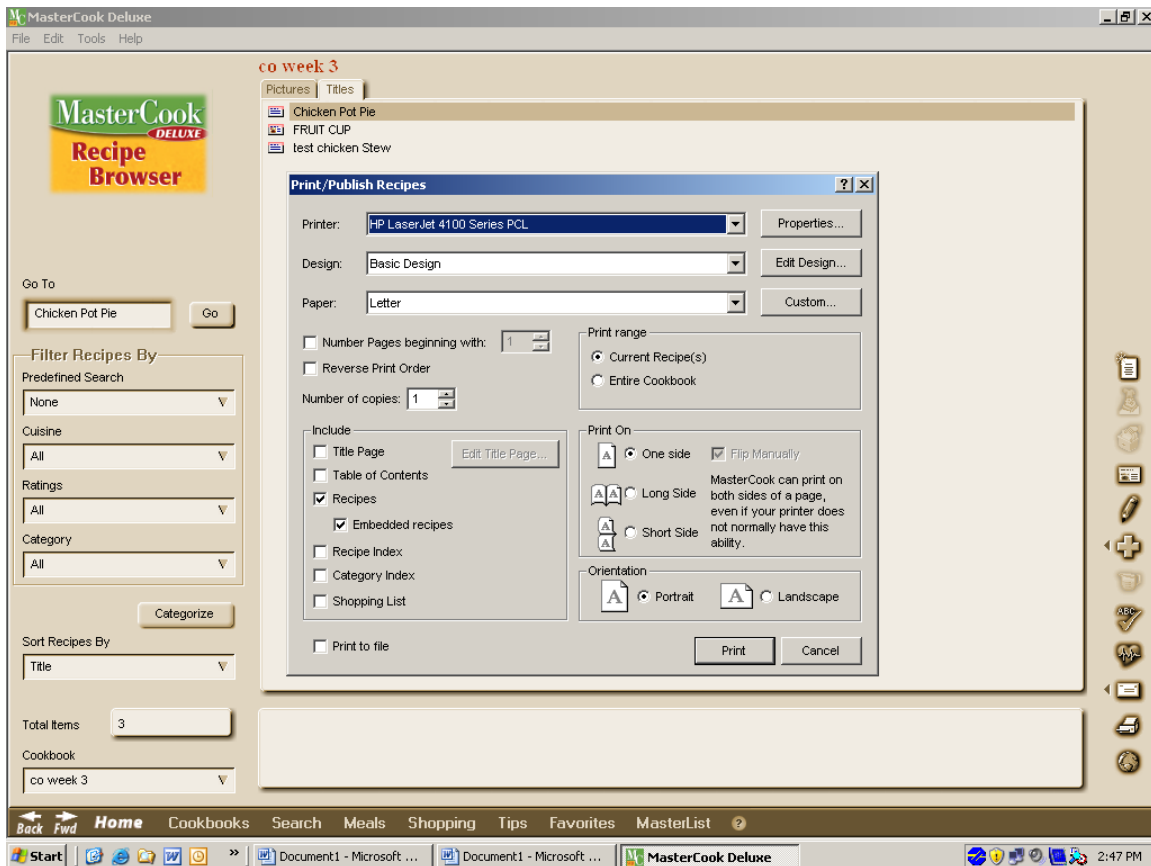 MasterCook Deluxe
File Edit Tools Help
co week 3
Pictures Titles
Chicken Pot Pie
FRUIT CUP
test chicken Stew
MasterCook
DELUXE
Recipe
Browser
Go To
Chicken Pot Pie Go
Filter Recipes By
Predefined Search
None
Cuisine
All
Ratings
All
Category
All
Categorize
Sort Recipes By
Title
Total Items 3
Cookbook
co week 3
Print/Publish Recipes
Printer: HP LaserJet 4100 Series PCL Properties...
Design: Basic Design Edit Design...
Paper: Letter Custom...
Number Pages beginning with: 1
Reverse Print Order
Number of copies: 1
Print range
Current Recipe(s)
Entire Cookbook
Include
Title Page Edit Title Page...
Table of Contents
Recipes
Embedded recipes
Recipe Index
Category Index
Shopping List
Print On
One side Flip Manually
Long Side
Short Side
MasterCook can print on
both sides of a page,
even if your printer does
not normally have this
ability.
Orientation
Portrait Landscape
Print to file
Print Cancel
Back Fwd Home Cookbooks Search Meals Shopping Tips Favorites MasterList ?
Start » Document1 - Microsoft ... Document1 - Microsoft ... MasterCook Deluxe 2:47 PM